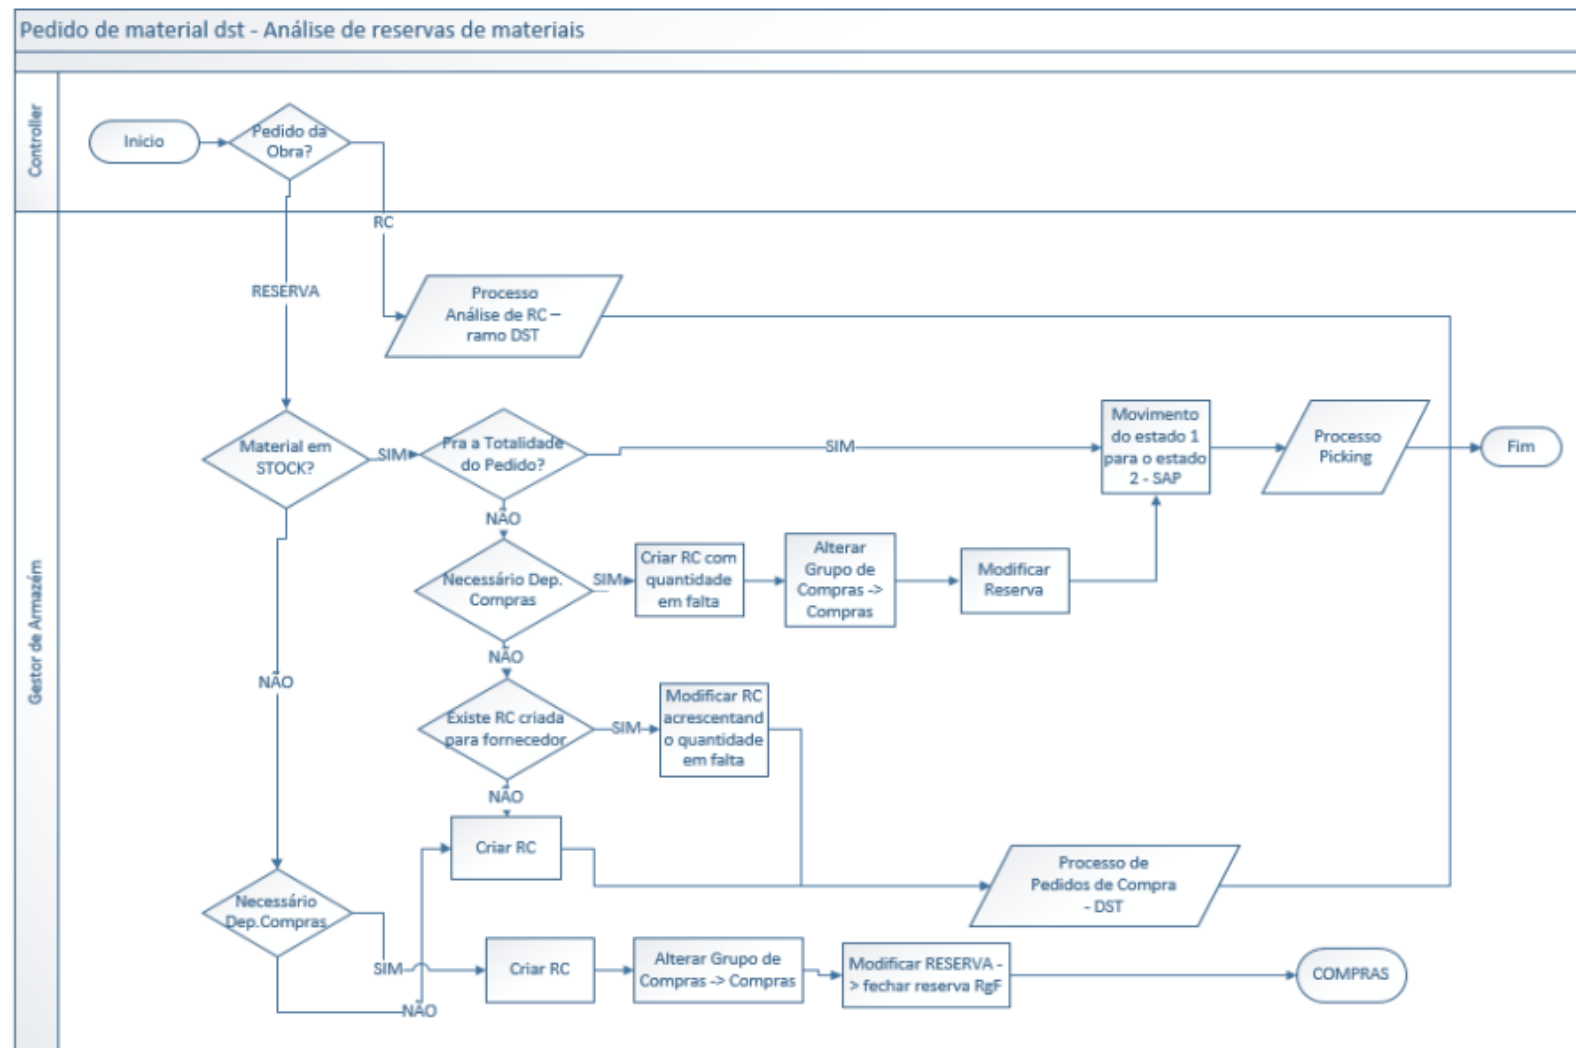 Pedido de material dst - Análise de reservas de materiais
Controller
Inicio
Pedido da
Obra?
RC
RESERVA
Processo
Análise de RC –
ramo DST
Gestor de Armazém
Material em
STOCK?
SIM
Pra a Totalidade
do Pedido?
SIM
Movimento
do estado 1
para o estado
2 - SAP
Processo
Picking
Fim
NÃO
Necessário Dep.
Compras
SIM
Criar RC com
quantidade
em falta
Alterar
Grupo de
Compras ->
Compras
Modificar
Reserva
NÃO
NÃO
Existe RC criada
para fornecedor
SIM
Modificar RC
acrescentand
o quantidade
em falta
NÃO
Criar RC
Processo de
Pedidos de Compra
- DST
Necessário
Dep.Compras
SIM
Criar RC
Alterar Grupo de
Compras -> Compras
Modificar RESERVA -
> fechar reserva RgF
COMPRAS
NÃO